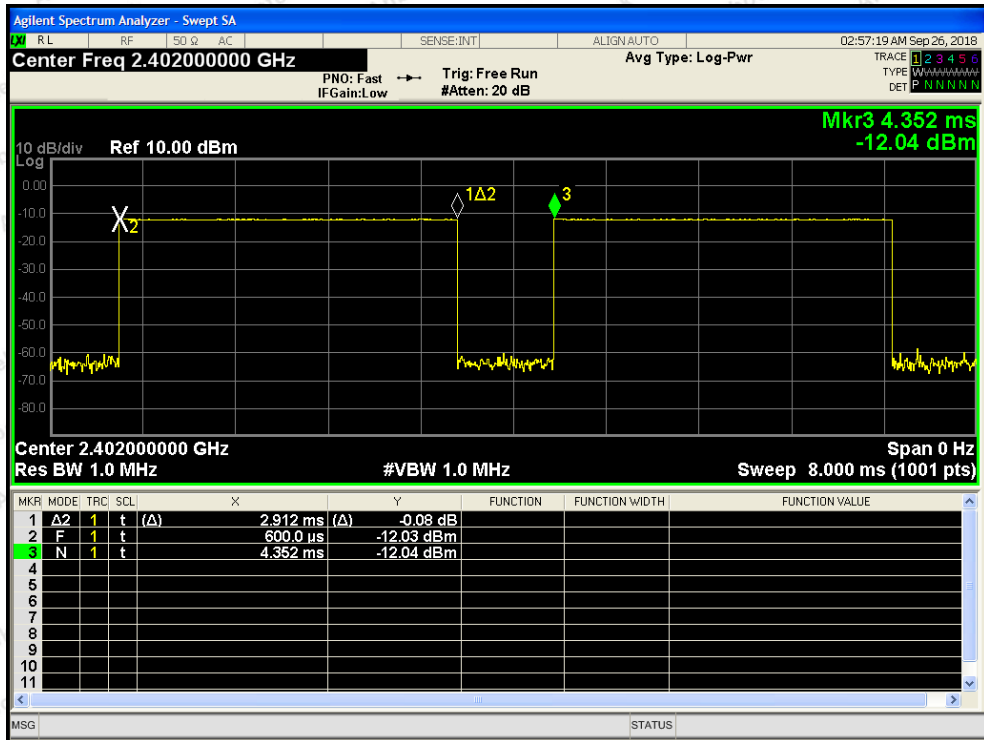 Agilent Spectrum Analyzer - Swept SA
LXI RL RF 50 Ω AC SENSE:INT ALIGN AUTO 02:57:19 AM Sep 26, 2018
Center Freq 2.402000000 GHz Avg Type: Log-Pwr TRACE 1 2 3 4 5 6
PNO: Fast Trig: Free Run TYPE
IFGain:Low #Atten: 20 dB DET P N N N N N
Mkr3 4.352 ms
10 dB/div Ref 10.00 dBm -12.04 dBm
Log
0.00
1Δ2 3
-10.0
2
-20.0
-30.0
-40.0
-50.0
-60.0
-70.0
-80.0
Center 2.402000000 GHz Span 0 Hz
Res BW 1.0 MHz #VBW 1.0 MHz Sweep 8.000 ms (1001 pts)
MKR MODE TRC SCL X Y FUNCTION FUNCTION WIDTH FUNCTION VALUE
1 Δ2 1 t (Δ) 2.912 ms (Δ) -0.08 dB
2 F 1 t 600.0 µs -12.03 dBm
3 N 1 t 4.352 ms -12.04 dBm
4
5
6
7
8
9
10
11
MSG STATUS